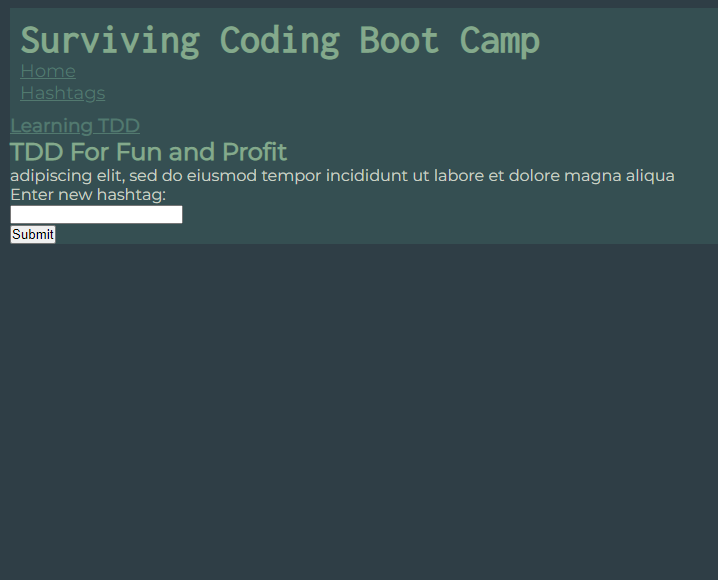 Surviving Coding Boot Camp
Home
Hashtags
Learning TDD
TDD For Fun and Profit
adipiscing elit, sed do eiusmod tempor incididunt ut labore et dolore magna aliqua
Enter new hashtag:
Submit